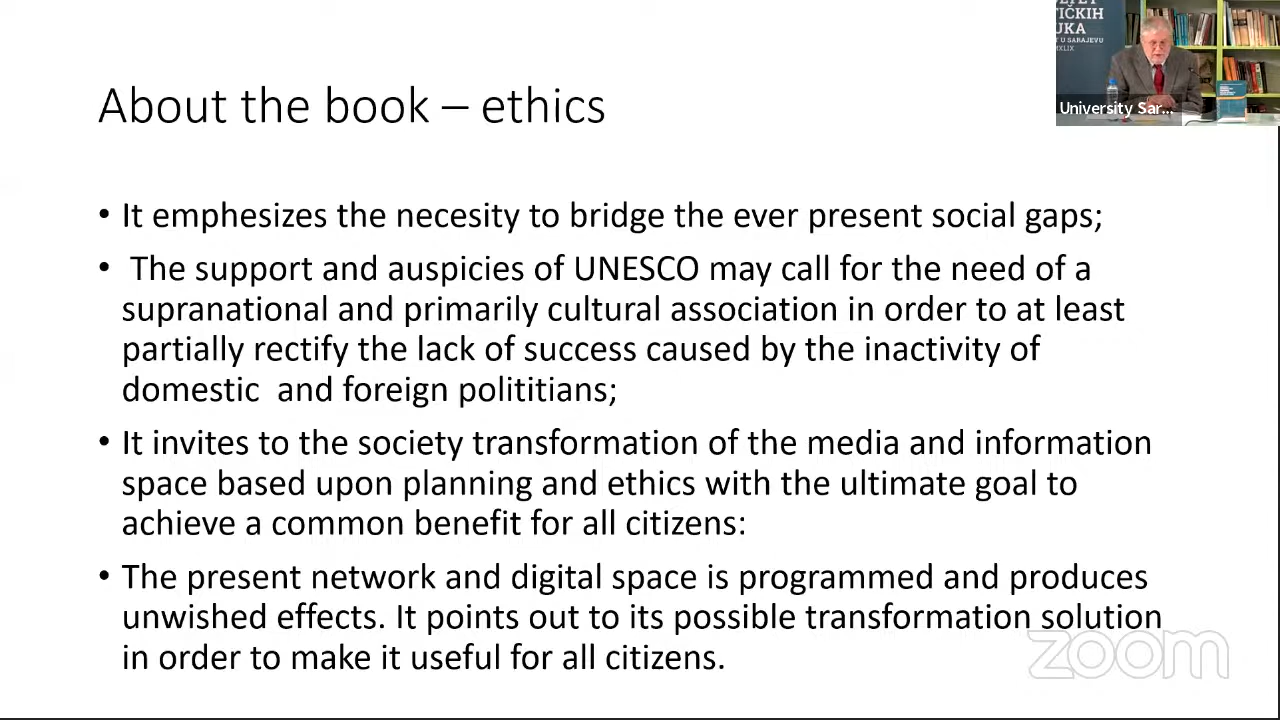 About the book – ethics
ТЕТ
TIČKIH
UKA
T U SARAJEVU
MXLIX
University Sar...
• It emphesizes the necesity to bridge the ever present social gaps;
• The support and auspicies of UNESCO may call for the need of a
supranational and primarily cultural association in order to at least
partially rectify the lack of success caused by the inactivity of
domestic and foreign polititians;
• It invites to the society transformation of the media and information
space based upon planning and ethics with the ultimate goal to
achieve a common benefit for all citizens:
• The present network and digital space is programmed and produces
unwished effects. It points out to its possible transformation solution
in order to make it useful for all citizens.
zoom